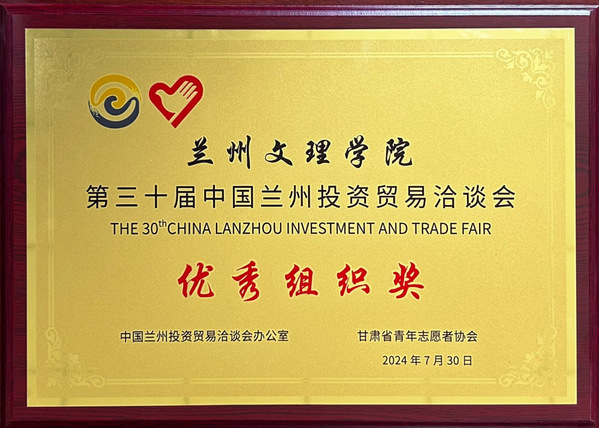 兰州文理学院
第三十届中国兰州投资贸易洽谈会
THE 30thCHINA LANZHOU INVESTMENT AND TRADE FAIR
优秀组织奖
中国兰州投资贸易洽谈会办公室 甘肃省青年志愿者协会
2024年7月30日